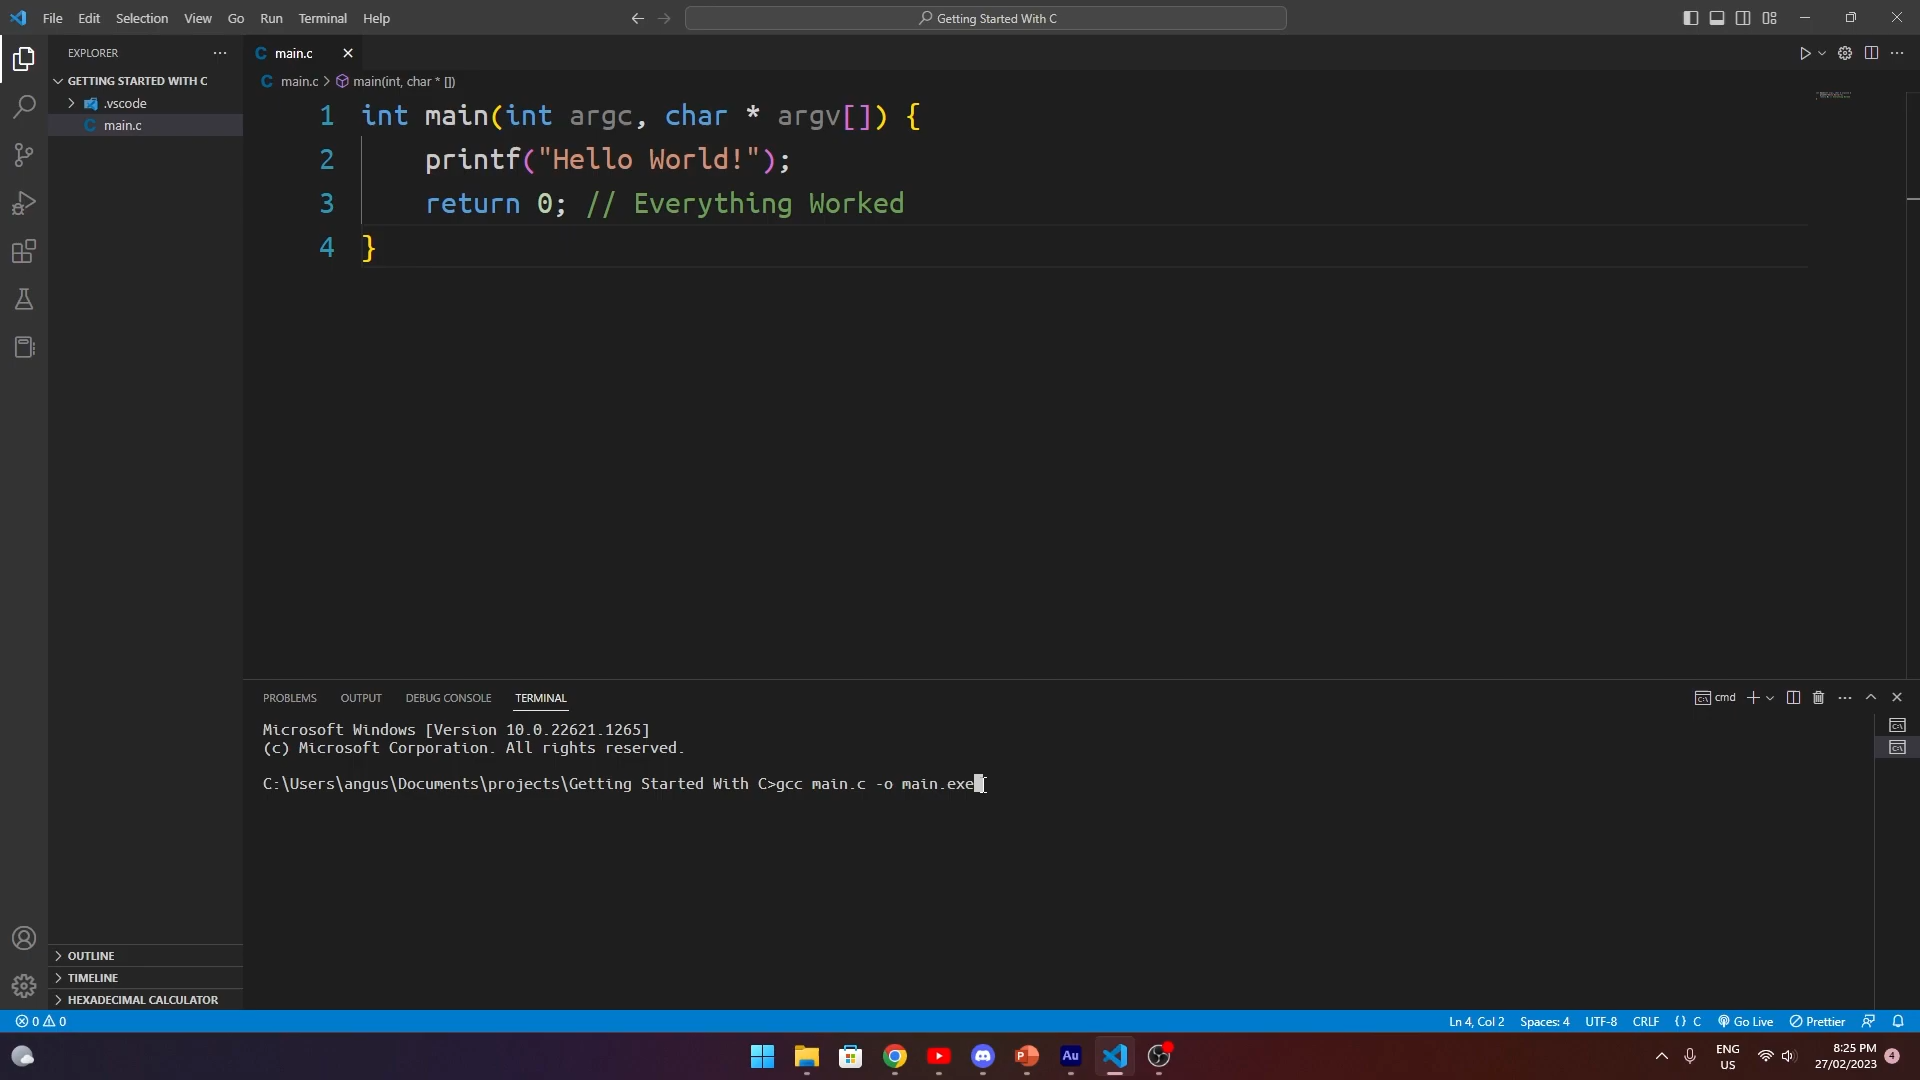 File Edit Selection View Go Run Terminal Help
Getting Started With C
EXPLORER
GETTING STARTED WITH C
.vscode
main.c
OUTLINE
TIMELINE
HEXADECIMAL CALCULATOR
main.c
main.c > main(int, char * [])
1 int main(int argc, char * argv[]) {
2 printf("Hello World!");
3 return 0; // Everything Worked
4 }
PROBLEMS OUTPUT DEBUG CONSOLE TERMINAL
cmd
Microsoft Windows [Version 10.0.22621.1265]
(c) Microsoft Corporation. All rights reserved.
C:\Users\angus\Documents\projects\Getting Started With C>gcc main.c -o main.exe
0 0
Ln 4, Col 2 Spaces: 4 UTF-8 CRLF {} C Go Live Prettier
P Au
ENG 8:25 PM
US 27/02/2023 4